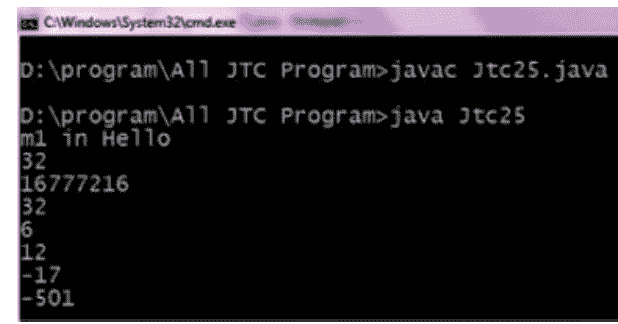 C:\Windows\System32\cmd.exe
D:\program\All JTC Program>javac Jtc25.java
D:\program\All JTC Program>java Jtc25
m1 in Hello
32
16777216
32
6
12
-17
-501